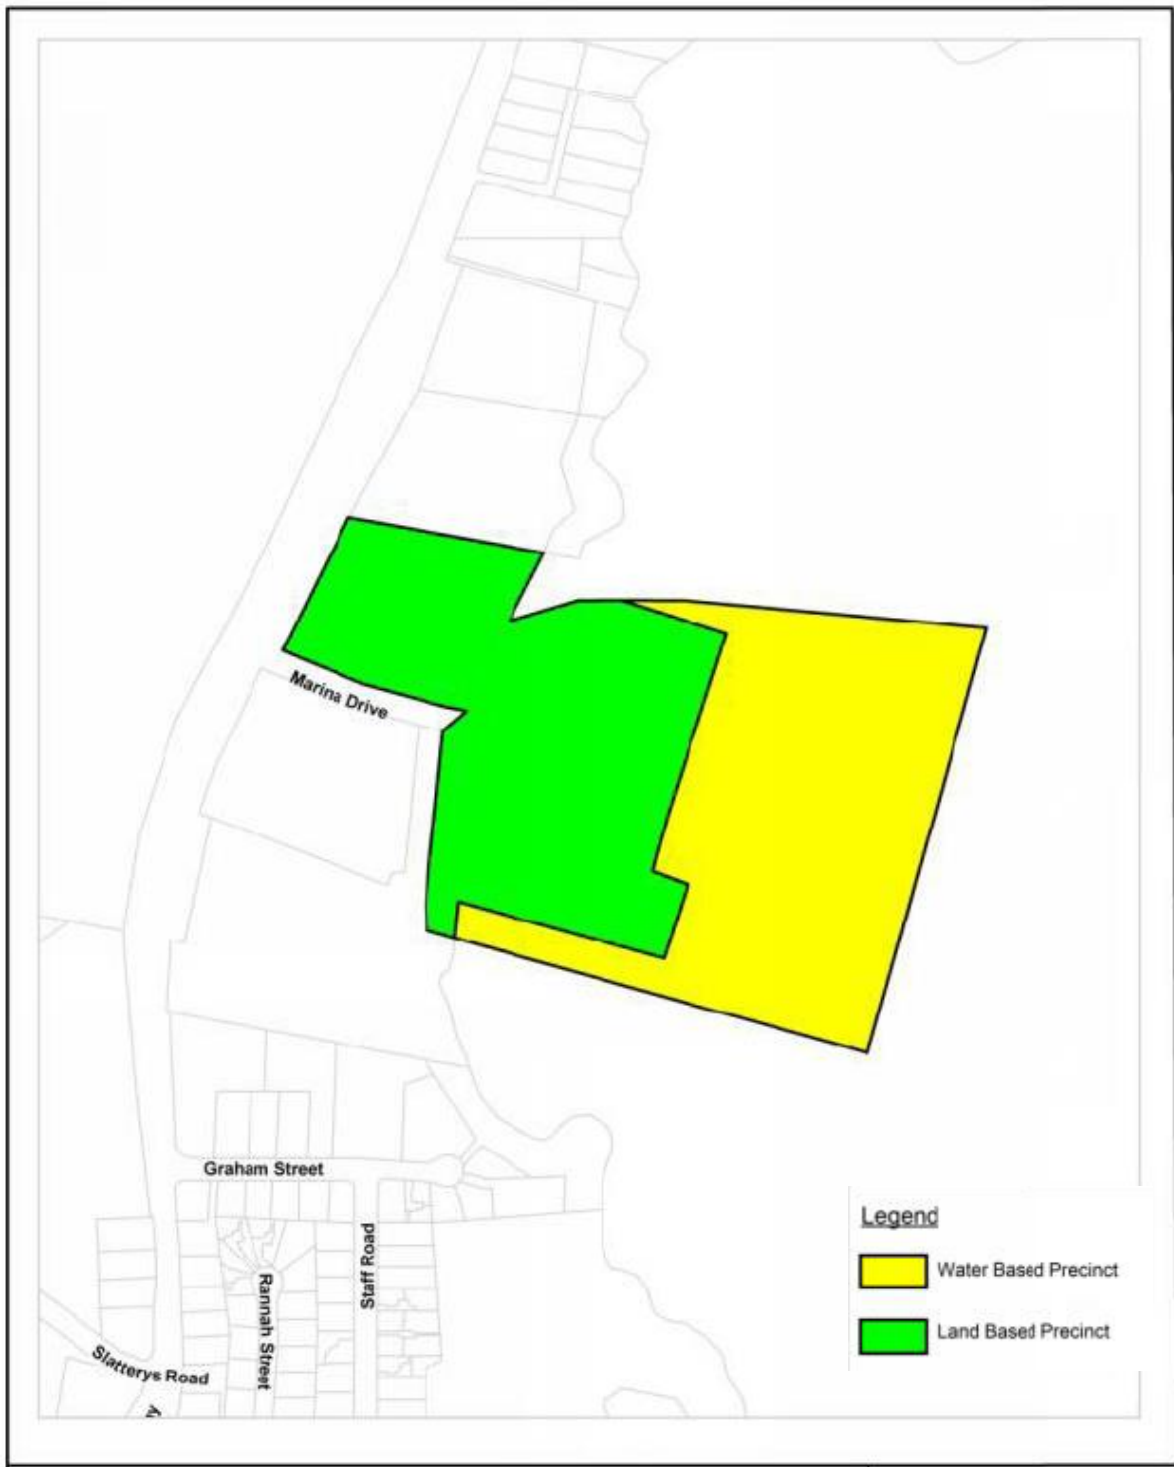 Marina Drive
Graham Street
Staff Road
Rannah Street
Slatterys Road
Legend
Water Based Precinct
Land Based Precinct